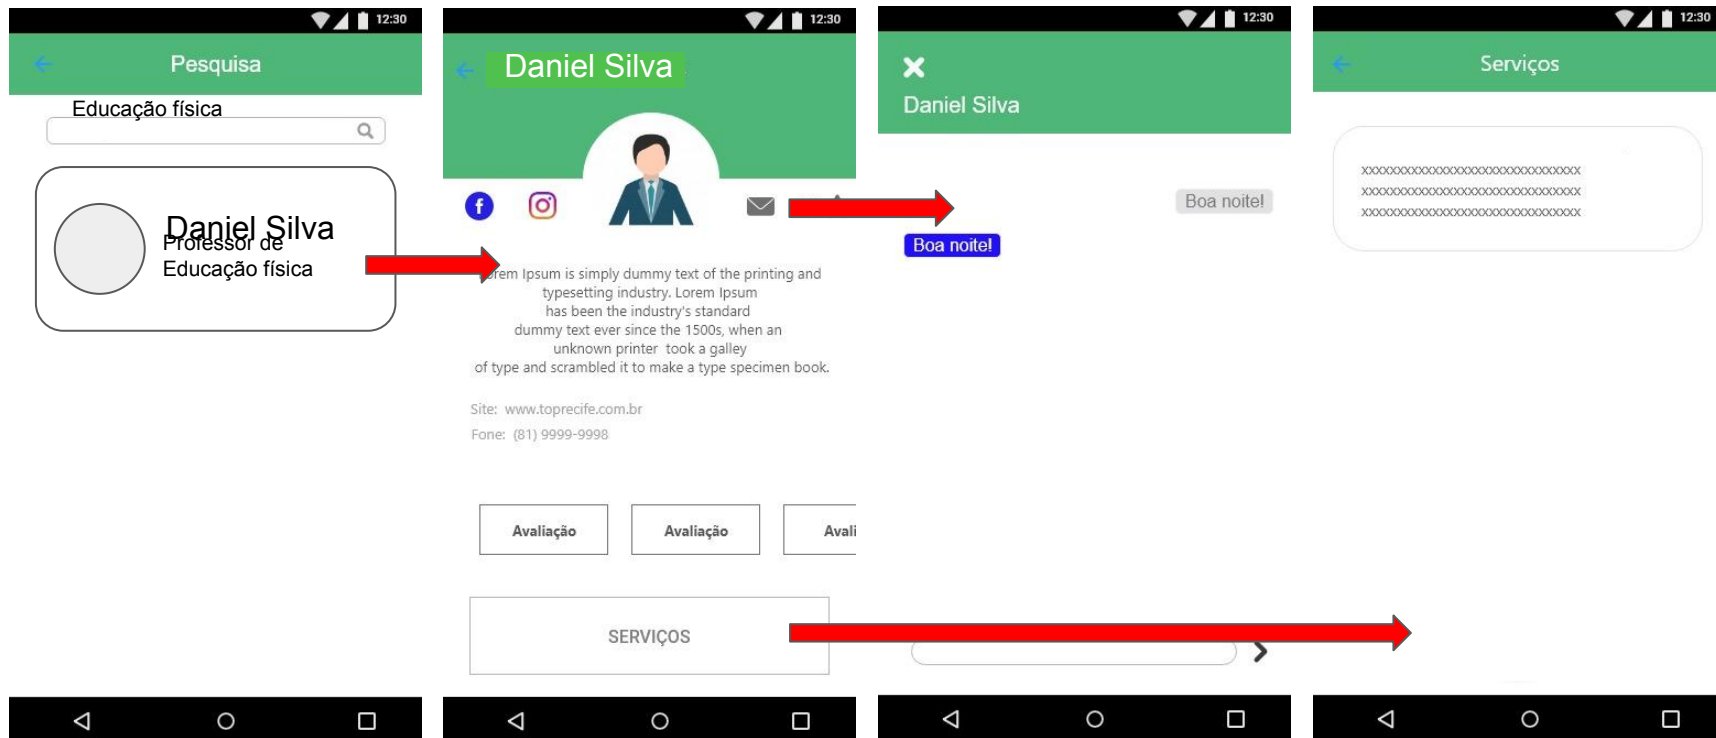 12:30
Pesquisa
Educação física
Daniel Silva
Professor de
Educação física
12:30
Daniel Silva
Lorem Ipsum is simply dummy text of the printing and
typesetting industry. Lorem Ipsum
has been the industry's standard
dummy text ever since the 1500s, when an
unknown printer took a galley
of type and scrambled it to make a type specimen book.
Site: www.toprecife.com.br
Fone: (81) 9999-9998
Avaliação
Avaliação
Avali
SERVIÇOS
12:30
Daniel Silva
Boa noite!
Boa noite!
12:30
Serviços
xxxxxxxxxxxxxxxxxxxxxxxxxxxxxxx
xxxxxxxxxxxxxxxxxxxxxxxxxxxxxxx
xxxxxxxxxxxxxxxxxxxxxxxxxxxxxxx